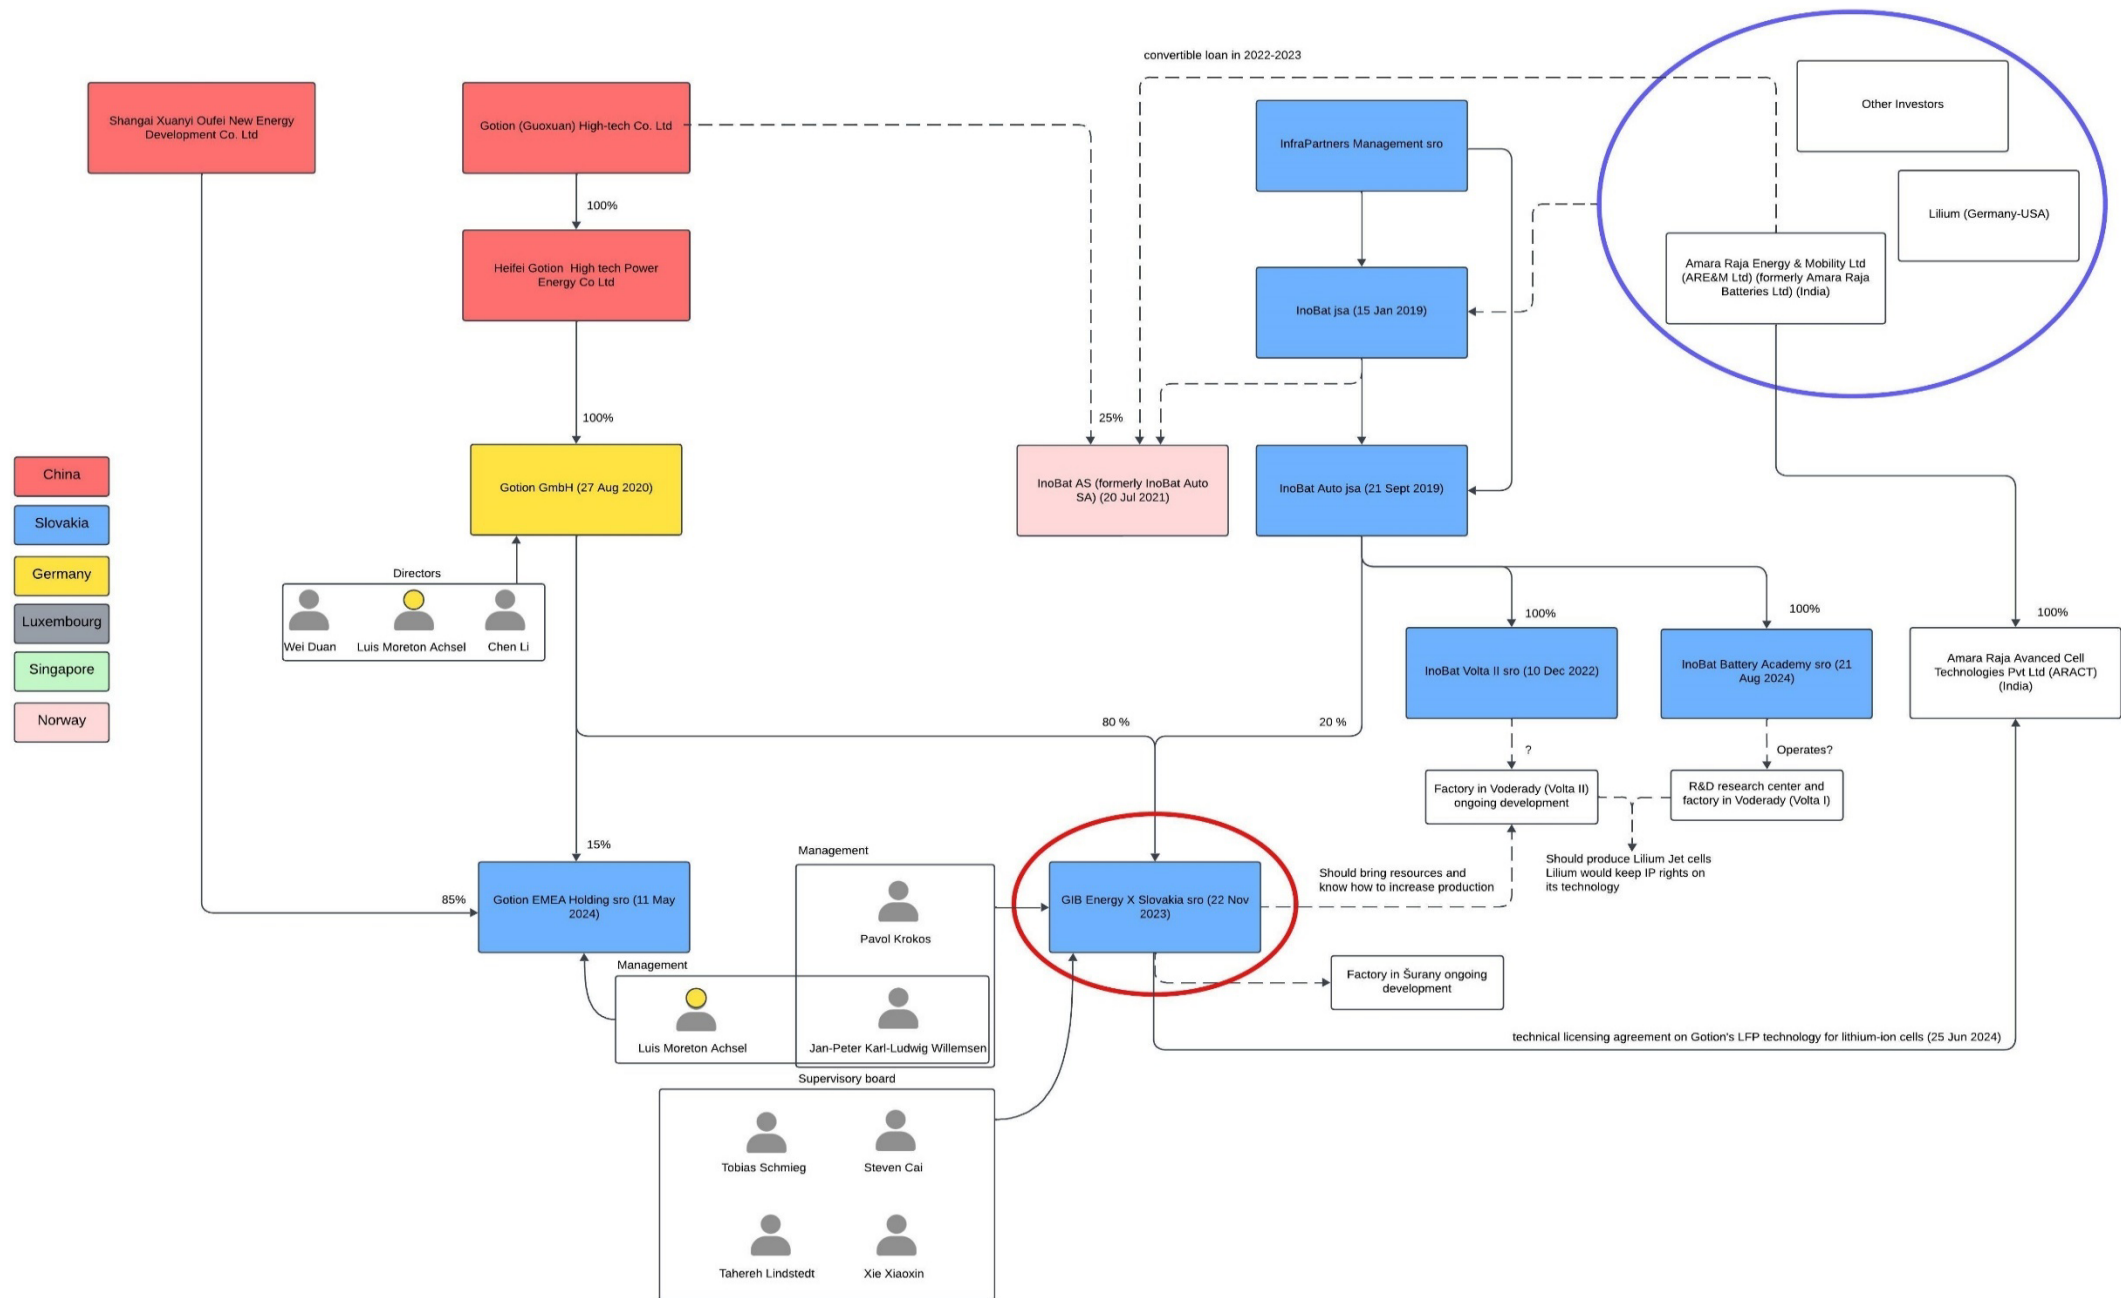 convertible loan in 2022-2023
Shangai Xuanyi Oufei New Energy
Development Co. Ltd
Gotion (Guoxuan) High-tech Co. Ltd
InfraPartners Management sro
Other Investors
Lilium (Germany-USA)
Amara Raja Energy & Mobility Ltd
(ARE&M Ltd) (formerly Amara Raja
Batteries Ltd) (India)
100%
Heifei Gotion High tech Power
Energy Co Ltd
InoBat jsa (15 Jan 2019)
100%
25%
China
Slovakia
Germany
Luxembourg
Singapore
Norway
Gotion GmbH (27 Aug 2020)
InoBat AS (formerly InoBat Auto
SA) (20 Jul 2021)
InoBat Auto jsa (21 Sept 2019)
Directors
Wei Duan
Luis Moreton Achsel
Chen Li
100%
100%
100%
InoBat Volta II sro (10 Dec 2022)
InoBat Battery Academy sro (21
Aug 2024)
Amara Raja Avanced Cell
Technologies Pvt Ltd (ARACT)
(India)
80 %
20 %
?
Operates?
Factory in Voderady (Volta II)
ongoing development
R&D research center and
factory in Voderady (Volta I)
Should produce Lilium Jet cells
Lilium would keep IP rights on
its technology
15%
85%
Gotion EMEA Holding sro (11 May
2024)
Management
Pavol Krokos
GIB Energy X Slovakia sro (22 Nov
2023)
Should bring resources and
know how to increase production
Management
Luis Moreton Achsel
Jan-Peter Karl-Ludwig Willemsen
Factory in Šurany ongoing
development
technical licensing agreement on Gotion's LFP technology for lithium-ion cells (25 Jun 2024)
Supervisory board
Tobias Schmieg
Steven Cai
Tahereh Lindstedt
Xie Xiaoxin